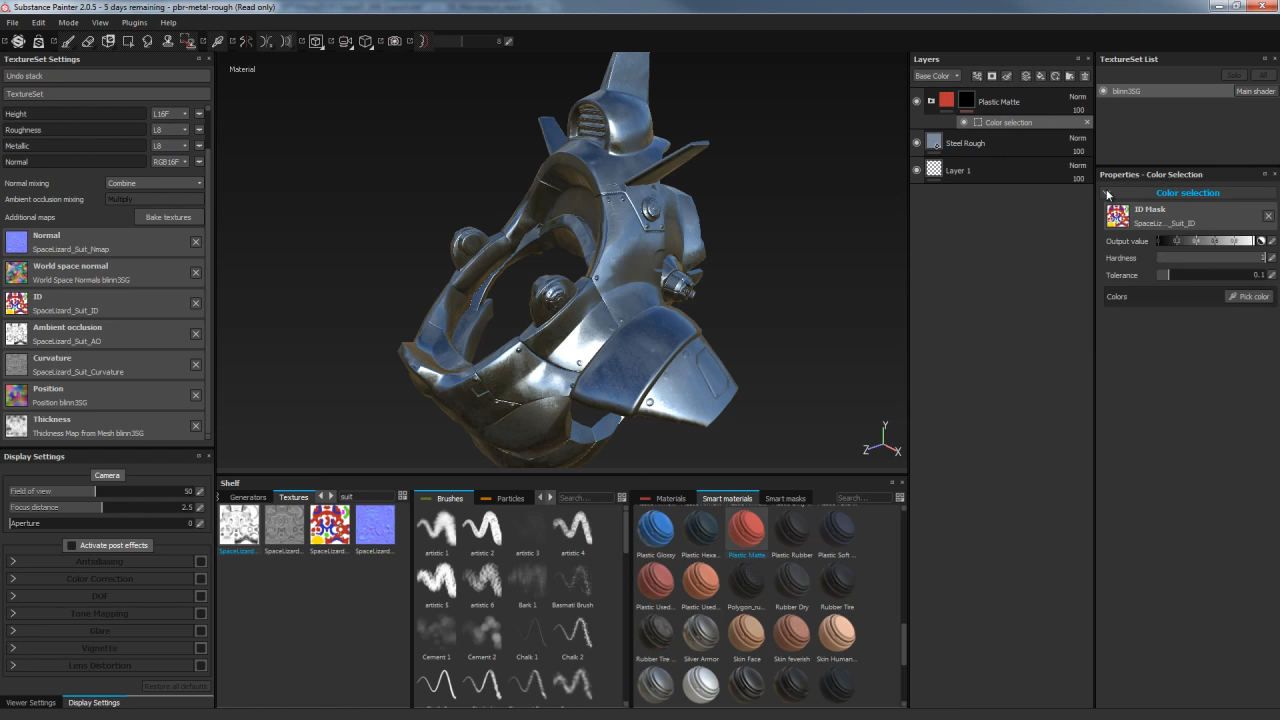 Substance Painter 2.0.5 - 5 days remaining - pbr-metal-rough (Read only)
File Edit Mode View Plugins Help
8
TextureSet Settings
Undo stack
TextureSet
Height L16F
Roughness L8
Metallic L8
Normal RGB16F
Normal mixing Combine
Ambient occlusion mixing Multiply
Additional maps Bake textures
Normal
SpaceLizard_Suit_Nmap
World space normal
World Space Normals blinn3SG
ID
SpaceLizard_Suit_ID
Ambient occlusion
SpaceLizard_Suit_AO
Curvature
SpaceLizard_Suit_Curvature
Position
Position blinn3SG
Thickness
Thickness Map from Mesh blinn3SG
Display Settings
Camera
Field of view 50
Focus distance 2.5
Aperture 0
Activate post effects
Antialiasing
Color Correction
DOF
Tone Mapping
Glare
Vignette
Lens Distortion
Restore all defaults
Viewer Settings Display Settings
Material
Y
Z X
Shelf
Generators Textures suit
SpaceLizard... SpaceLizard... SpaceLizard... SpaceLizard...
Brushes Particles Search...
artistic 1 artistic 2 artistic 3 artistic 4
artistic 5 artistic 6 Bark 1 Basmati Brush
Cement 1 Cement 2 Chalk 1 Chalk 2
Materials Smart materials Smart masks Search...
Plastic Glossy Plastic Hexa... Plastic Matte Plastic Rubber Plastic Soft ...
Plastic Used... Plastic Used... Polygon_ru... Rubber Dry Rubber Tire
Rubber Tire ... Silver Armor Skin Face Skin feverish Skin Human...
Layers
Base Color
Plastic Matte Norm
100
Color selection
Steel Rough Norm
100
Layer 1 Norm
100
TextureSet List
Solo All
blinn3SG Main shader
Properties - Color Selection
Color selection
ID Mask
SpaceLiz..._Suit_ID
Output value
Hardness 1
Tolerance 0.1
Colors Pick color